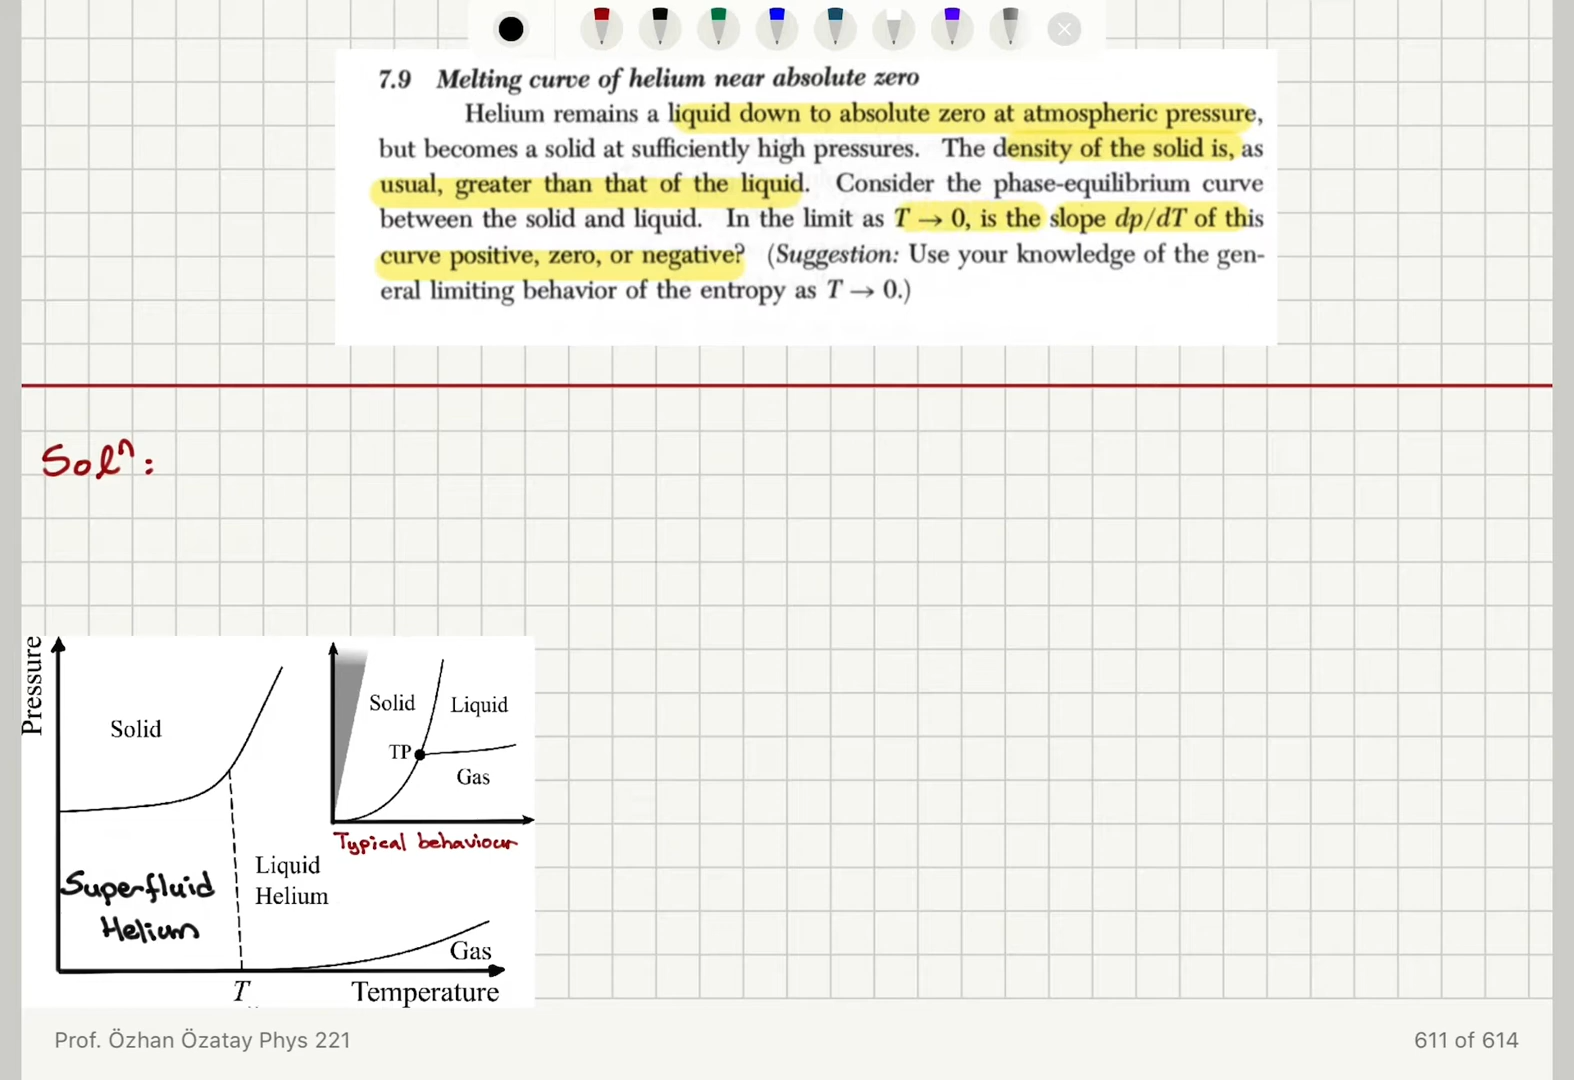 7.9 Melting curve of helium near absolute zero
Helium remains a liquid down to absolute zero at atmospheric pressure,
but becomes a solid at sufficiently high pressures. The density of the solid is, as
usual, greater than that of the liquid. Consider the phase-equilibrium curve
between the solid and liquid. In the limit as T → 0, is the slope dp/dT of this
curve positive, zero, or negative? (Suggestion: Use your knowledge of the gen-
eral limiting behavior of the entropy as T → 0.)
Solⁿ:
Pressure
Solid
Superfluid
Helium
Liquid
Helium
Gas
T
Temperature
Solid
Liquid
TP
Gas
Typical behaviour
Prof. Özhan Özatay Phys 221
611 of 614